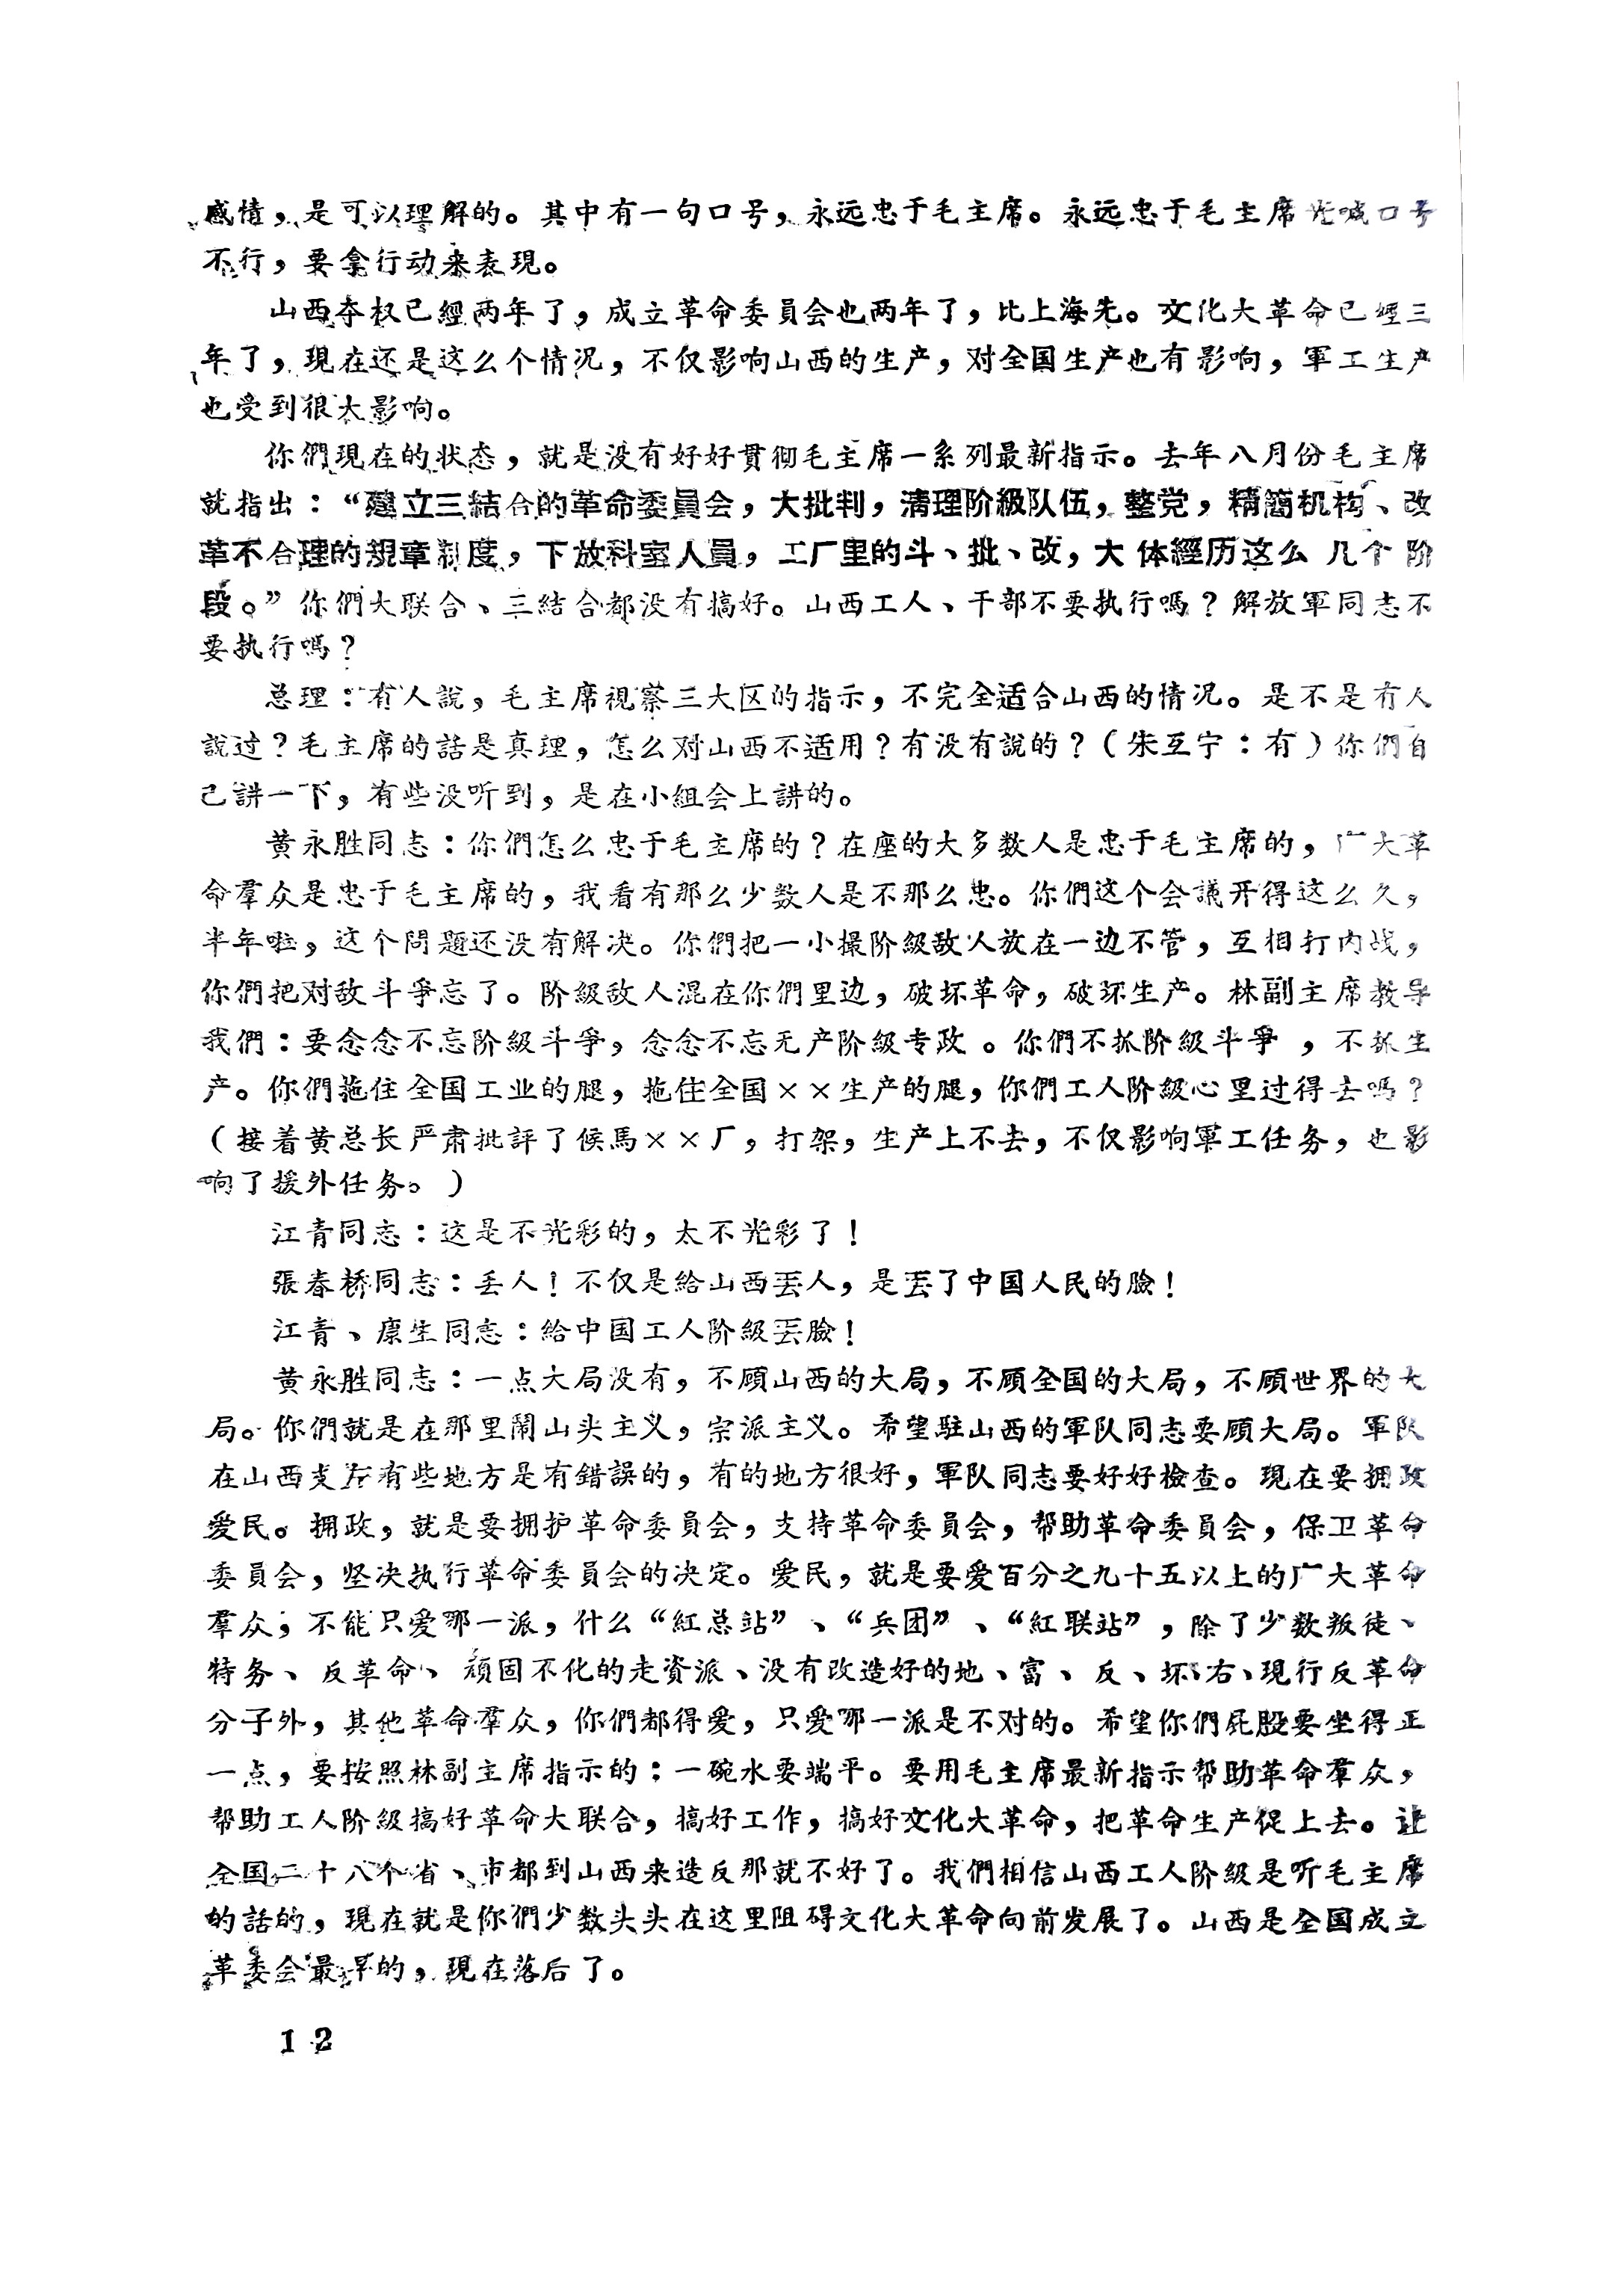 感情，是可以理解的。其中有一句口号，永远忠于毛主席。永远忠于毛主席光喊口号
不行，要拿行动来表現。
山西夺权已經两年了，成立革命委員会也两年了，比上海先。文化大革命已經三
年了，現在还是这么个情况，不仅影响山西的生产，对全国生产也有影响，軍工生产
也受到很大影响。
你們現在的状态，就是没有好好貫彻毛主席一系列最新指示。去年八月份毛主席
就指出：“建立三結合的革命委員会，大批判，清理阶級队伍，整党，精简机构、改
革不合理的規章制度，下放科室人員，工厂里的斗、批、改，大体經历这么几个阶
段。”你們大联合、三結合都没有搞好。山西工人、干部不要执行嗎？解放軍同志不
要执行嗎？
总理：有人說，毛主席視察三大区的指示，不完全适合山西的情况。是不是有人
說过？毛主席的話是真理，怎么对山西不适用？有没有說的？（朱互宁：有）你們自
己讲一下，有些没听到，是在小組会上讲的。
黄永胜同志：你們怎么忠于毛主席的？在座的大多数人是忠于毛主席的，广大革
命羣众是忠于毛主席的，我看有那么少数人是不那么忠。你們这个会議开得这么久，
半年啦，这个問題还没有解决。你們把一小撮阶級敌人放在一边不管，互相打内战，
你們把对敌斗爭忘了。阶級敌人混在你們里边，破坏革命，破坏生产。林副主席教导
我們：要念念不忘阶級斗爭，念念不忘无产阶級专政。你們不抓阶級斗爭，不抓生
产。你們拖住全国工业的腿，拖住全国××生产的腿，你們工人阶級心里过得去嗎？
（接着黄总长严肃批評了候馬××厂，打架，生产上不去，不仅影响軍工任务，也影
响了援外任务。）
江青同志：这是不光彩的，太不光彩了！
張春桥同志：丢人！不仅是給山西丟人，是丟了中国人民的臉！
江青、康生同志：給中国工人阶級丟臉！
黄永胜同志：一点大局没有，不顾山西的大局，不顾全国的大局，不顾世界的大
局。你們就是在那里鬧山头主义，宗派主义。希望駐山西的軍队同志要顾大局。軍队
在山西支左有些地方是有錯誤的，有的地方很好，軍队同志要好好檢查。現在要拥政
爱民。拥政，就是要拥护革命委員会，支持革命委員会，帮助革命委員会，保卫革命
委員会，坚决执行革命委員会的决定。爱民，就是要爱百分之九十五以上的广大革命
羣众，不能只爱哪一派，什么“紅总站”、“兵团”、“紅联站”，除了少数叛徒、
特务、反革命、頑固不化的走資派、没有改造好的地、富、反、坏、右、現行反革命
分子外，其他革命羣众，你們都得爱，只爱哪一派是不对的。希望你們屁股要坐得正
一点，要按照林副主席指示的：一碗水要端平。要用毛主席最新指示帮助革命羣众，
帮助工人阶級搞好革命大联合，搞好工作，搞好文化大革命，把革命生产促上去。让
全国二十八个省、市都到山西来造反那就不好了。我們相信山西工人阶級是听毛主席
的話的，現在就是你們少数头头在这里阻碍文化大革命向前发展了。山西是全国成立
革委会最早的，現在落后了。
12